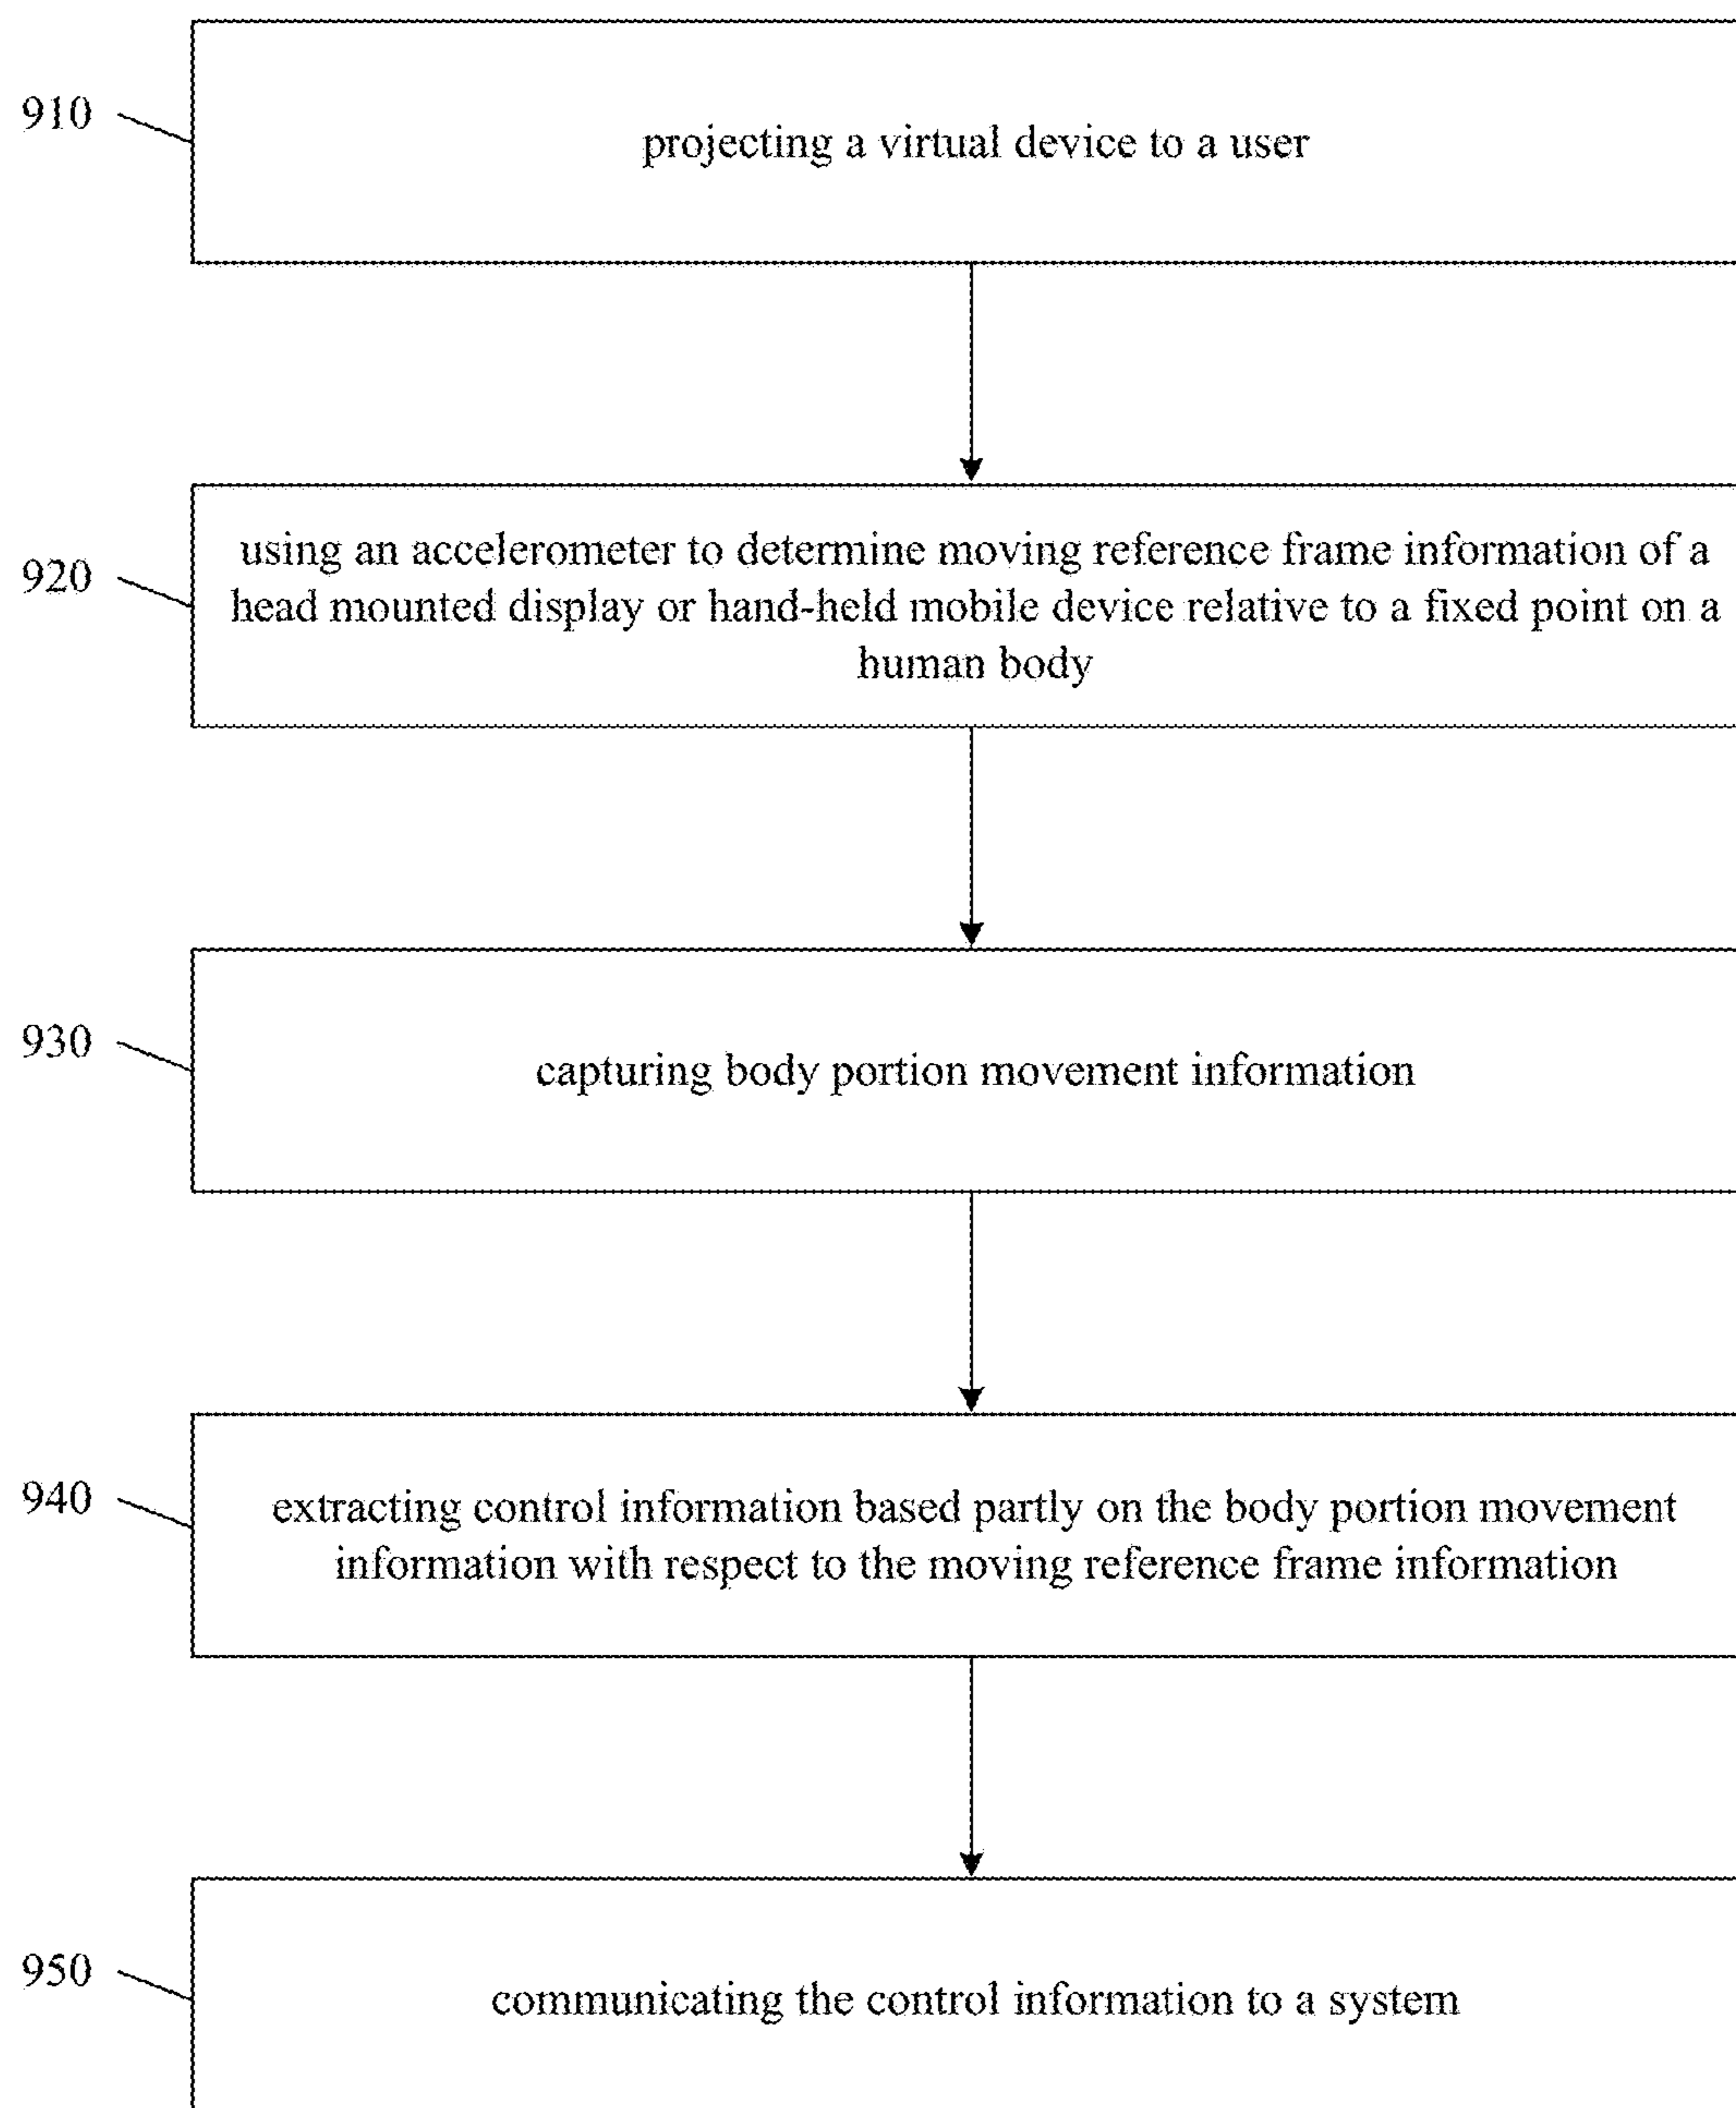 910
projecting a virtual device to a user
920
using an accelerometer to determine moving reference frame information of a
head mounted display or hand-held mobile device relative to a fixed point on a
human body
930
capturing body portion movement information
940
extracting control information based partly on the body portion movement
information with respect to the moving reference frame information
950
communicating the control information to a system